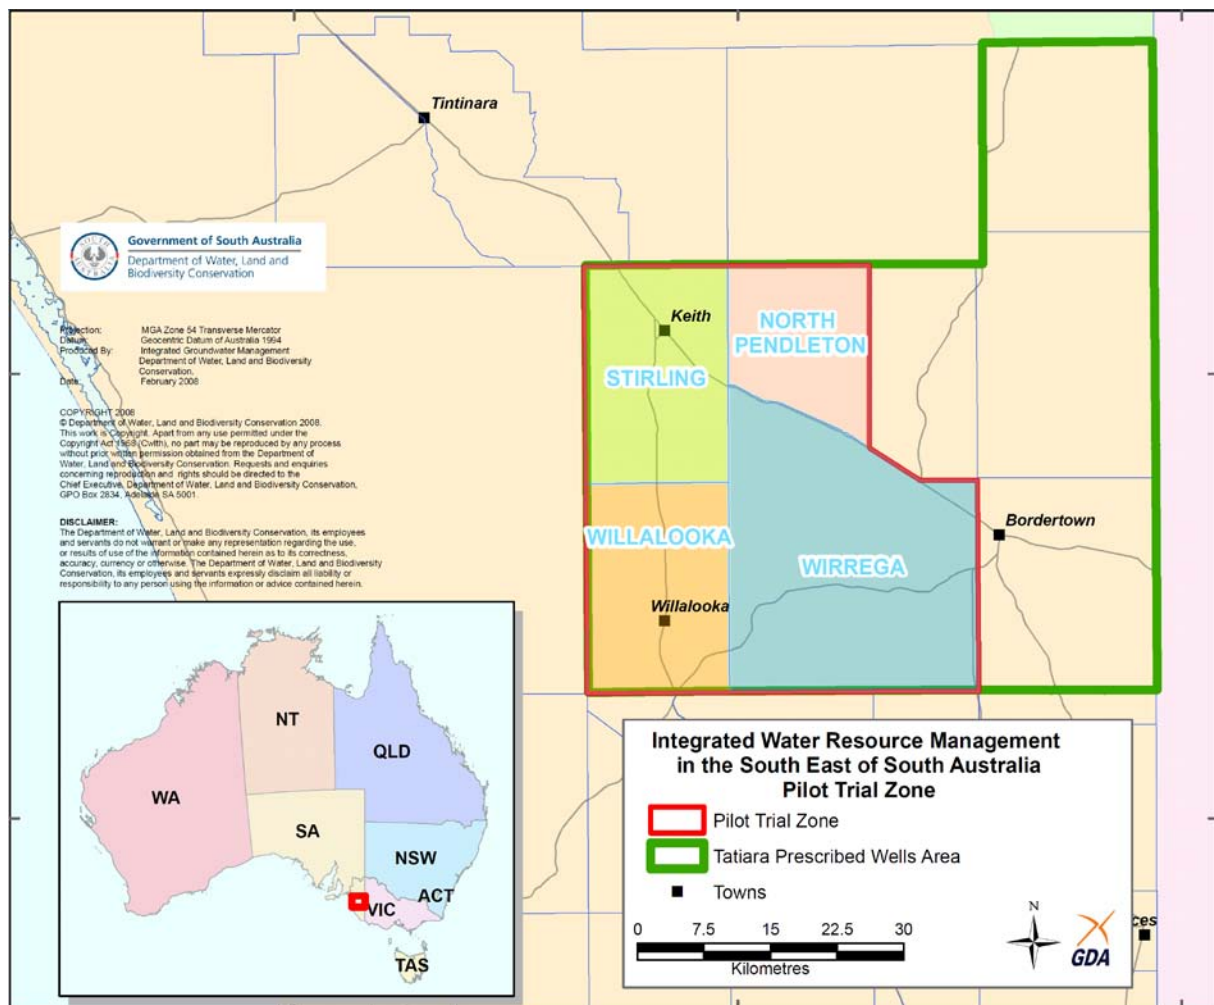 Tintinara
SOUTH
AUSTRALIA
Government of South Australia
Department of Water, Land and
Biodiversity Conservation
Projection: MGA Zone 54 Transverse Mercator
Datum: Geocentric Datum of Australia 1994
Produced By: Integrated Groundwater Management
Department of Water, Land and Biodiversity
Conservation.
Date: February 2008
COPYRIGHT 2008
© Department of Water, Land and Biodiversity Conservation 2008.
This work is Copyright. Apart from any use permitted under the
Copyright Act 1968 (Cwlth), no part may be reproduced by any process
without prior written permission obtained from the Department of
Water, Land and Biodiversity Conservation. Requests and enquiries
concerning reproduction and rights should be directed to the
Chief Executive, Department of Water, Land and Biodiversity Conservation,
GPO Box 2834, Adelaide SA 5001.
DISCLAIMER:
The Department of Water, Land and Biodiversity Conservation, its employees
and servants do not warrant or make any representation regarding the use,
or results of use of the information contained herein as to its correctness,
accuracy, currency or otherwise. The Department of Water, Land and Biodiversity
Conservation, its employees and servants expressly disclaim all liability or
responsibility to any person using the information or advice contained herein.
Keith
NORTH
PENDLETON
STIRLING
Bordertown
WILLALOOKA
WIRREGA
Willalooka
NT
QLD
WA
SA
NSW
ACT
VIC
TAS
Integrated Water Resource Management
in the South East of South Australia
Pilot Trial Zone
Pilot Trial Zone
Tatiara Prescribed Wells Area
Towns
0 7.5 15 22.5 30
Kilometres
N
GDA
ces